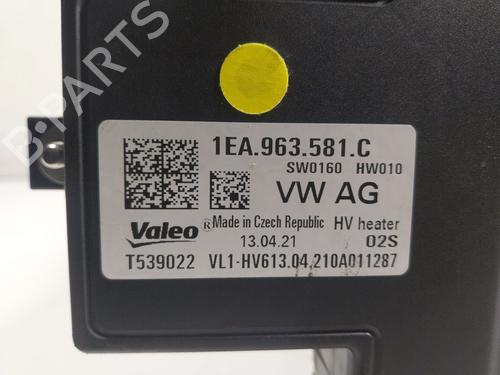 1EA.963.581.C
SW0160 HW010
VW AG
Valeo® Made in Czech Republic HV heater
13.04.21 02S
T539022 VL1-HV613.04,210A011287
B-PARTS